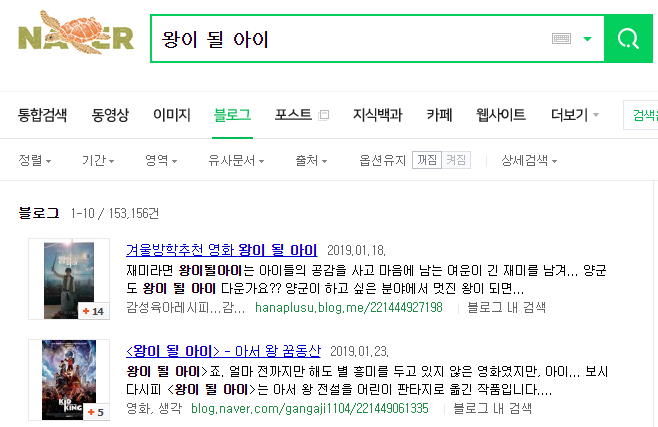 NAVER
왕이 될 아이
통합검색 동영상 이미지 블로그 포스트 지식백과 카페 웹사이트 더보기
정렬 기간 영역 유사문서 출처 옵션유지 꺼짐 켜짐 상세검색
블로그 1-10 / 153,156건
겨울방학추천 영화 왕이 될 아이 2019.01.18.
재미라면 왕이될아이는 아이들의 공감을 사고 마음에 남는 여운이 긴 재미를 남겨... 양군
도 왕이 될 아이 다운가요?? 양군이 하고 싶은 분야에서 멋진 왕이 되면...
+ 14
감성육아레시피...감... hanaplusu.blog.me/221444927198 블로그 내 검색
<왕이 될 아이> - 아서 왕 꿈동산 2019.01.23.
왕이 될 아이>죠. 얼마 전까지만 해도 별 흥미를 두고 있지 않은 영화였지만, 아이... 보시
다시피 <왕이 될 아이>는 아서 왕 전설을 어린이 판타지로 옮긴 작품입니다....
KID KING
+ 5
영화, 생각 blog.naver.com/gangaji1104/221449061335 블로그 내 검색